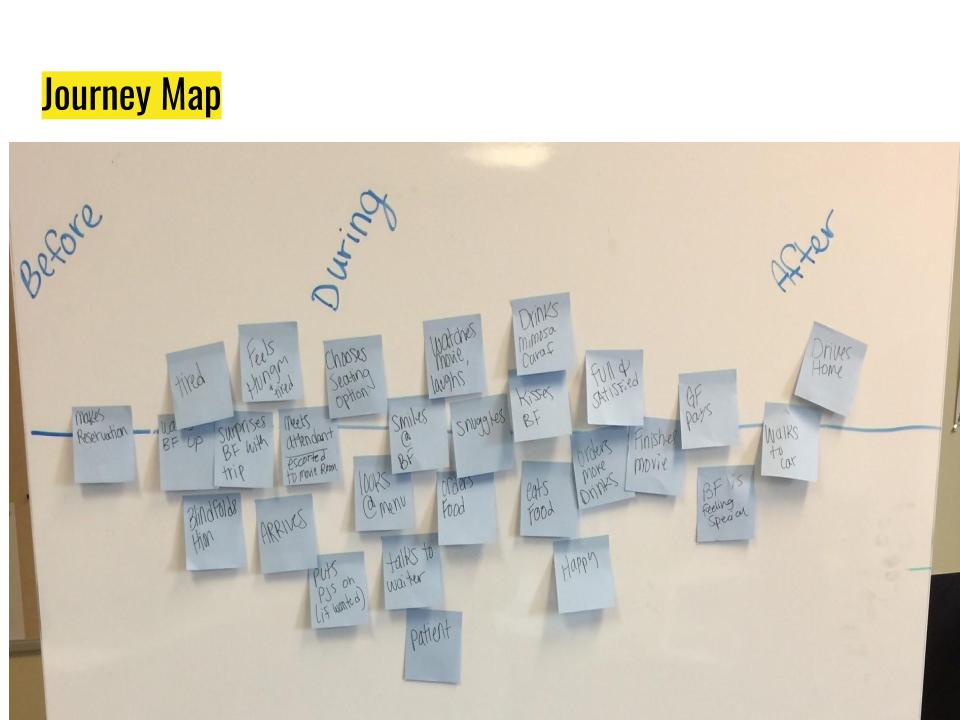 Journey Map
Before
During
After
makes
Reservation
BF
up
tired
Feels
Hungry
tired
Surprises
BF with
trip
Blindfolds
Him
ARRIVES
Meets
attendant
escorted
to movie Room
Chooses
Seating
option
puts
PJs on
(if wanted)
looks
@ menu
Smiles
@
BF
talks to
waiter
patient
watches
movie,
laughs
snuggles
orders
Food
Drinks
mimosa
Caraf
Kisses
BF
eats
FOOD
Happy
Full &
SATISFied
orders
more
Drinks
Finishes
movie
GF
pays
BF is
feeling
special
Walks
to
car
Drives
Home